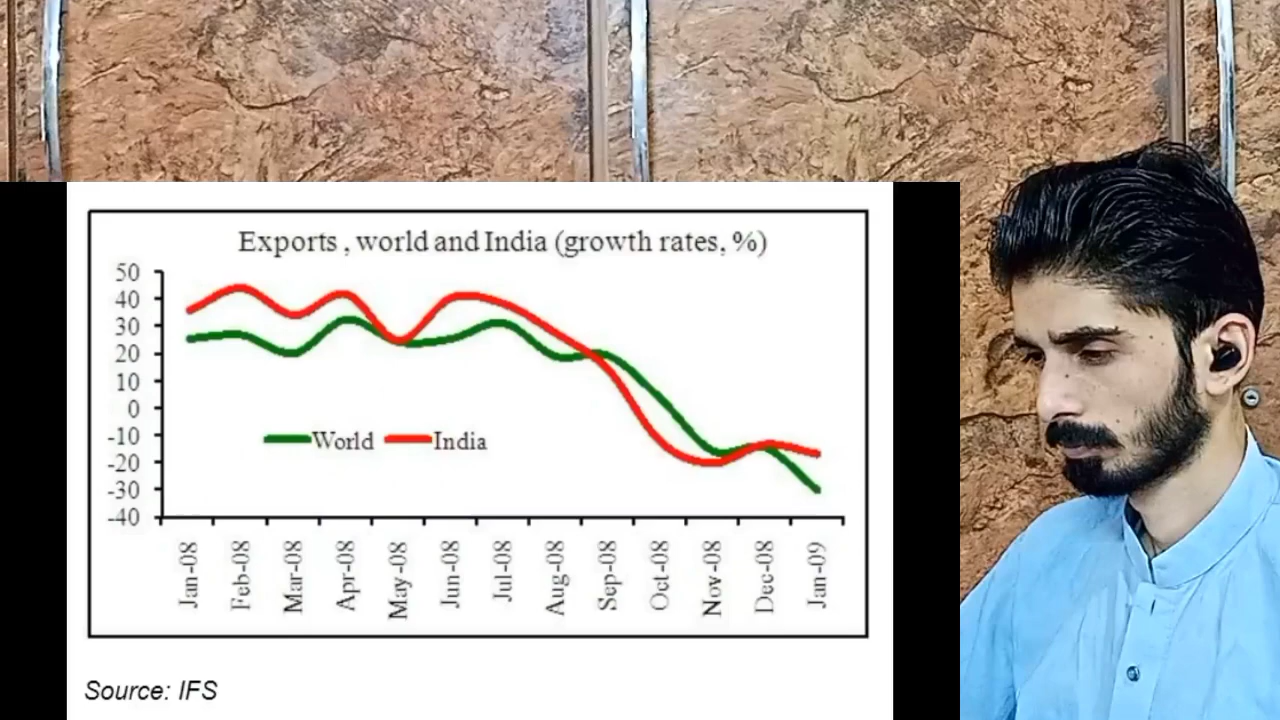 Exports , world and India (growth rates, %)
50
40
30
20
10
0
-10
-20
-30
-40
World India
Jan-08 Feb-08 Mar-08 Apr-08 May-08 Jun-08 Jul-08 Aug-08 Sep-08 Oct-08 Nov-08 Dec-08 Jan-09
Source: IFS